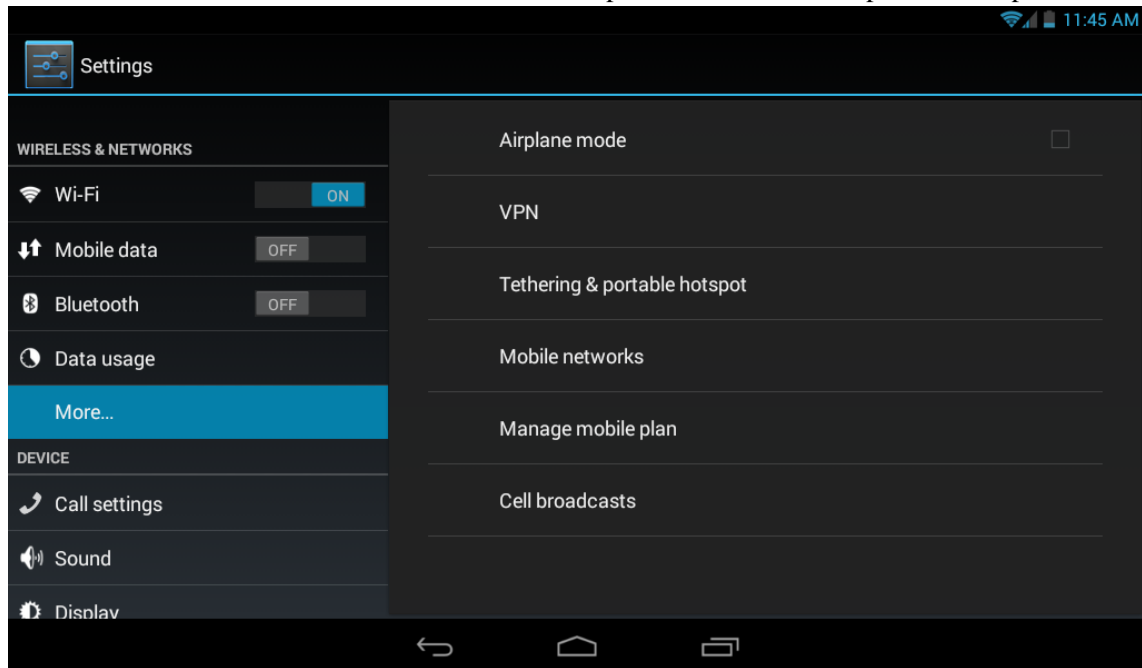 11:45 AM
Settings
WIRELESS & NETWORKS
Wi-Fi ON
Mobile data OFF
Bluetooth OFF
Data usage
More...
DEVICE
Call settings
Sound
Display
Airplane mode
VPN
Tethering & portable hotspot
Mobile networks
Manage mobile plan
Cell broadcasts